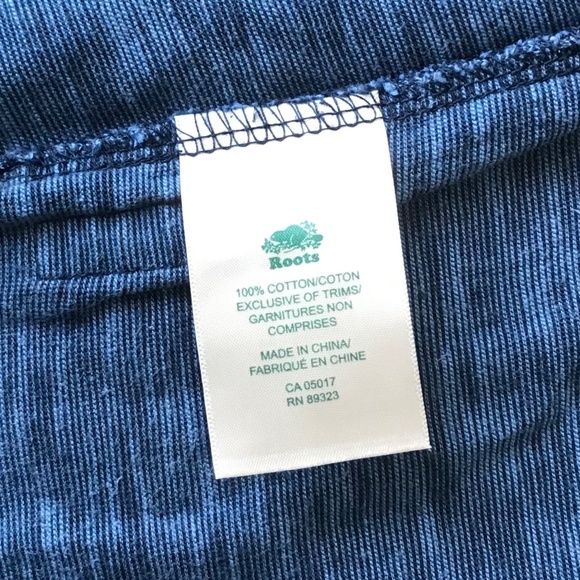 Roots
100% COTTON/COTON
EXCLUSIVE OF TRIMS/
GARNITURES NON
COMPRISES
MADE IN CHINA/
FABRIQUÉ EN CHINE
CA 05017
RN 89323